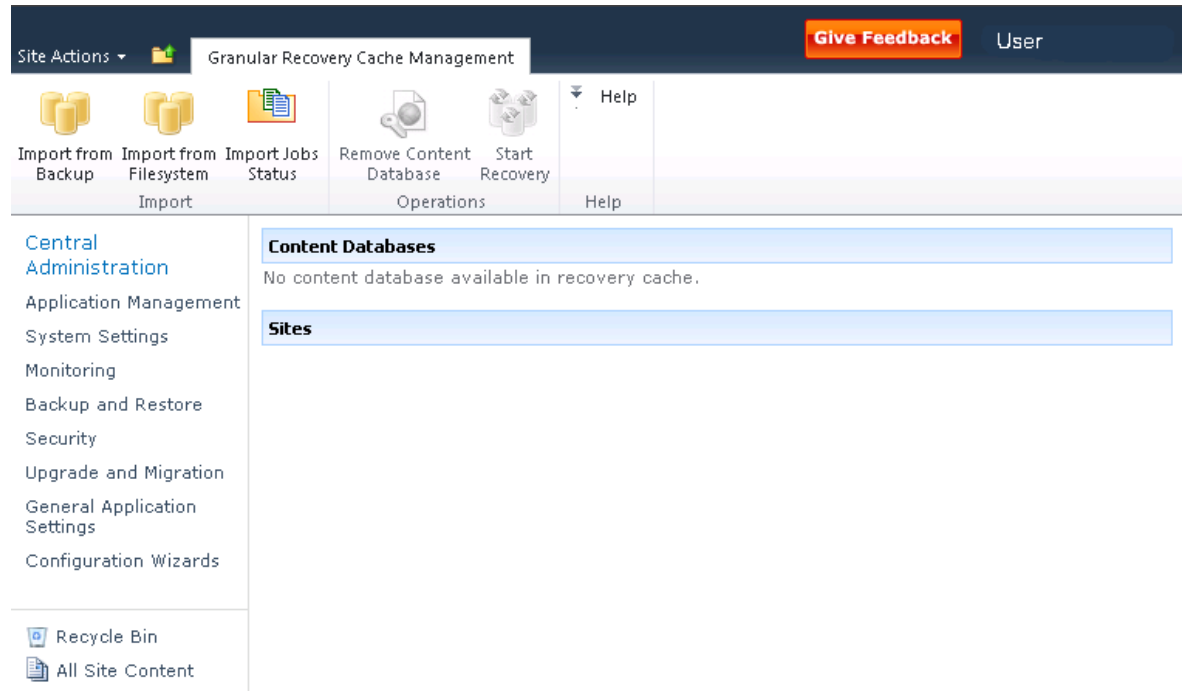 Give Feedback
User
Site Actions
Granular Recovery Cache Management
Import from Backup
Import from Filesystem
Import Jobs Status
Import
Remove Content Database
Start Recovery
Operations
Help
Help
Central
Administration
Application Management
System Settings
Monitoring
Backup and Restore
Security
Upgrade and Migration
General Application
Settings
Configuration Wizards
Recycle Bin
All Site Content
Content Databases
No content database available in recovery cache.
Sites